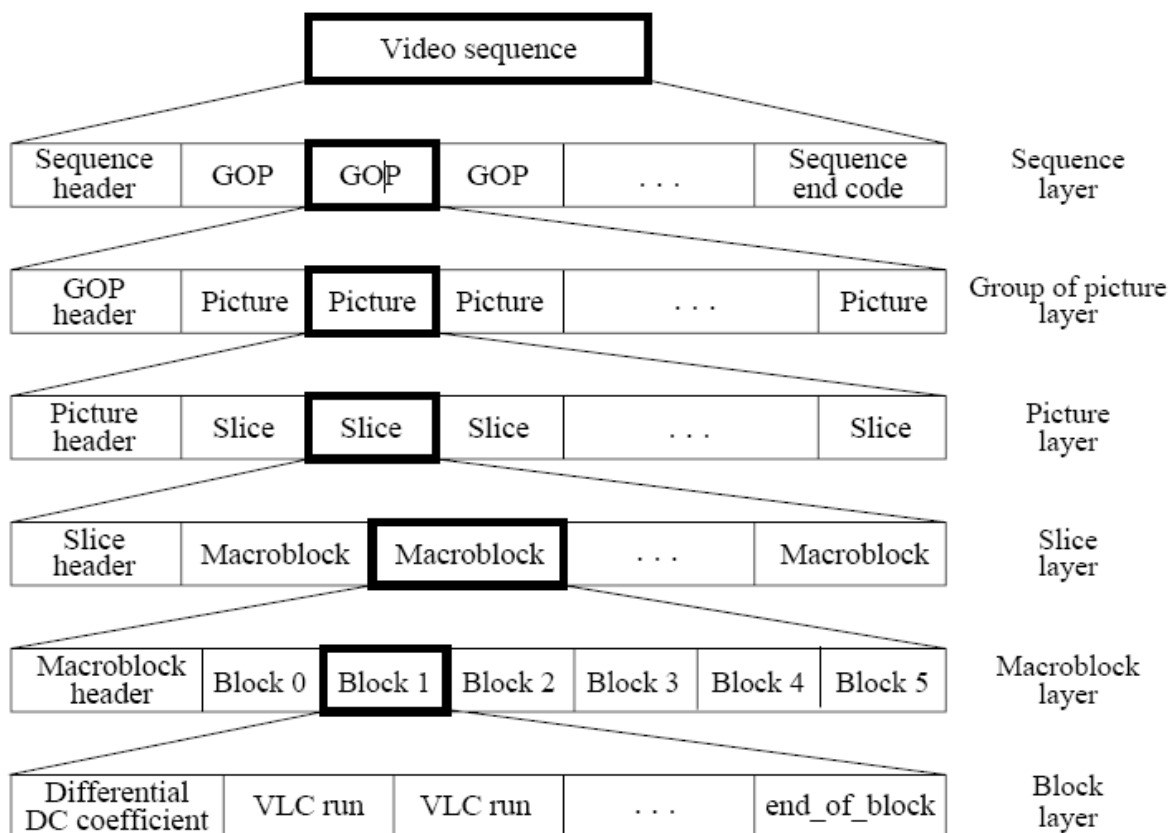 Video sequence
Sequence header GOP GOP GOP . . . Sequence end code Sequence layer
GOP header Picture Picture Picture . . . Picture Group of picture layer
Picture header Slice Slice Slice . . . Slice Picture layer
Slice header Macroblock Macroblock . . . Macroblock Slice layer
Macroblock header Block 0 Block 1 Block 2 Block 3 Block 4 Block 5 Macroblock layer
Differential DC coefficient VLC run VLC run . . . end_of_block Block layer